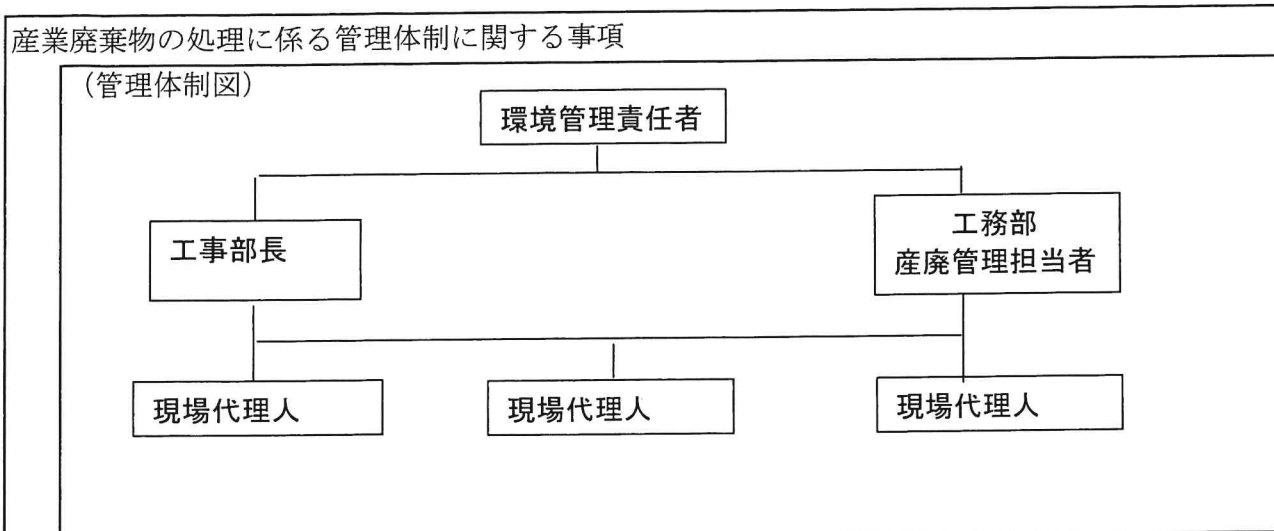 産業廃棄物の処理に係る管理体制に関する事項
（管理体制図）
環境管理責任者
工事部長
工務部
産廃管理担当者
現場代理人
現場代理人
現場代理人